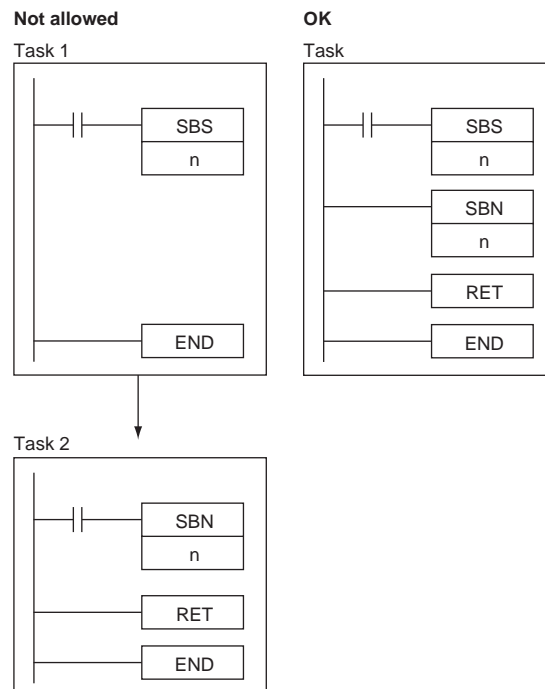 Not allowed
Task 1
SBS
n
END
Task 2
SBN
n
RET
END
OK
Task
SBS
n
SBN
n
RET
END